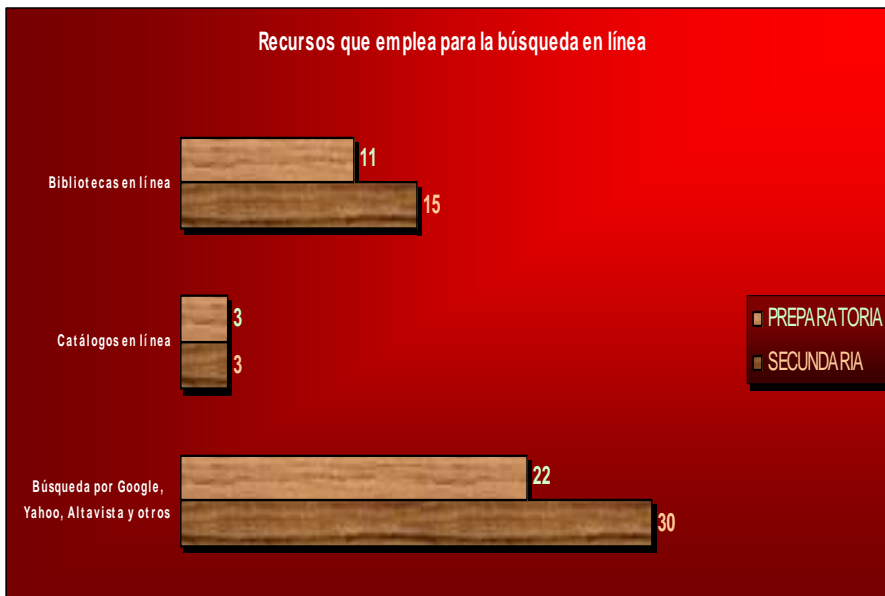 Recursos que emplea para la búsqueda en línea
Bibliotecas en línea
11
15
Catálogos en línea
3
3
PREPARATORIA
SECUNDARIA
Búsqueda por Google,
Yahoo, Altavista y otros
22
30